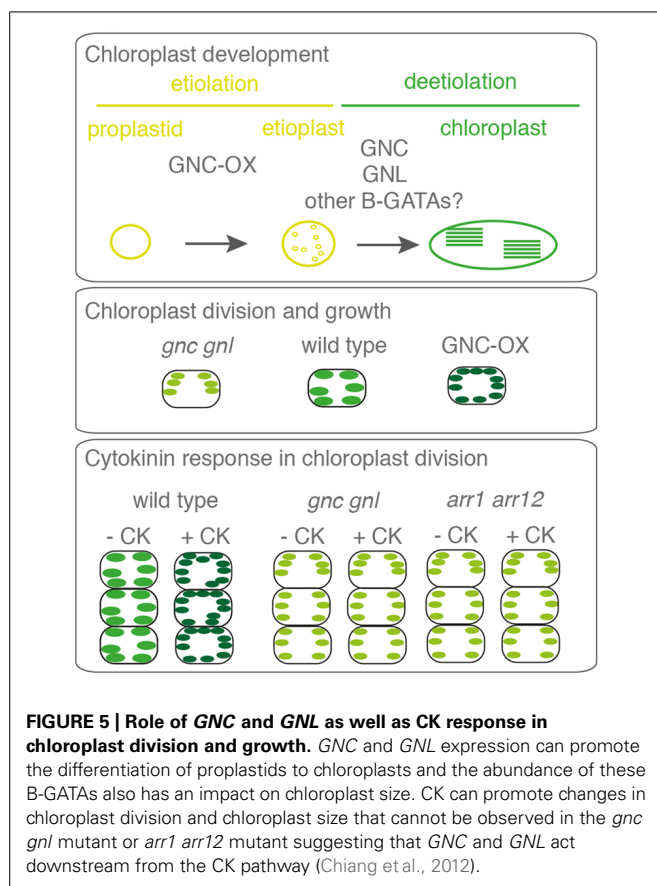 Chloroplast development
etiolation
deetiolation
proplastid
etioplast
chloroplast
GNC-OX
GNC
GNL
other B-GATAs?
Chloroplast division and growth
gnc gnl
wild type
GNC-OX
Cytokinin response in chloroplast division
wild type
gnc gnl
arr1 arr12
- CK + CK - CK + CK - CK + CK
FIGURE 5 | Role of GNC and GNL as well as CK response in
chloroplast division and growth. GNC and GNL expression can promote
the differentiation of proplastids to chloroplasts and the abundance of these
B-GATAs also has an impact on chloroplast size. CK can promote changes in
chloroplast division and chloroplast size that cannot be observed in the gnc
gnl mutant or arr1 arr12 mutant suggesting that GNC and GNL act
downstream from the CK pathway (Chiang et al., 2012).